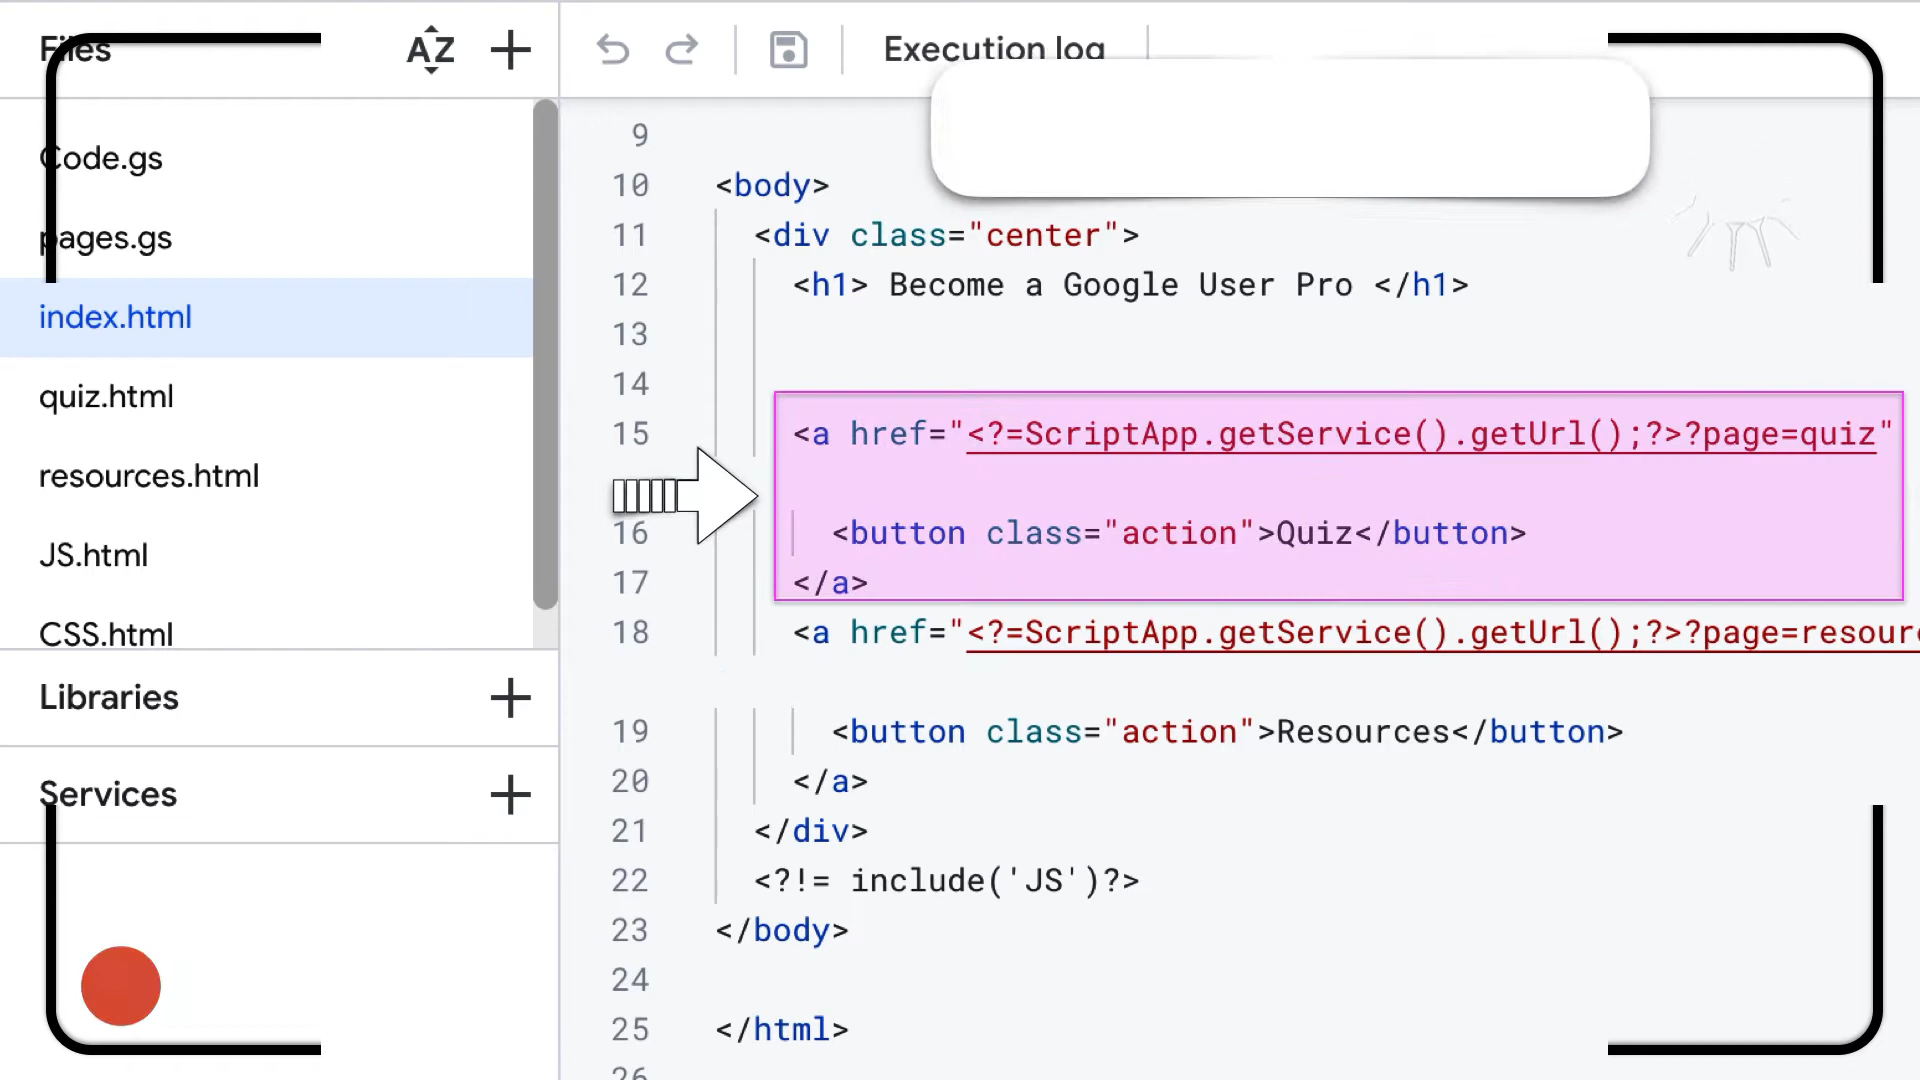 Files
AZ
Execution log
Code.gs
pages.gs
index.html
quiz.html
resources.html
JS.html
CSS.html
Libraries
Services
9
10 <body>
11 <div class="center">
12 <h1> Become a Google User Pro </h1>
13
14
15 <a href="<?=ScriptApp.getService().getUrl();?>?page=quiz"
16 <button class="action">Quiz</button>
17 </a>
18 <a href="<?=ScriptApp.getService().getUrl();?>?page=resour
19 <button class="action">Resources</button>
20 </a>
21 </div>
22 <?!= include('JS')?>
23 </body>
24
25 </html>
26